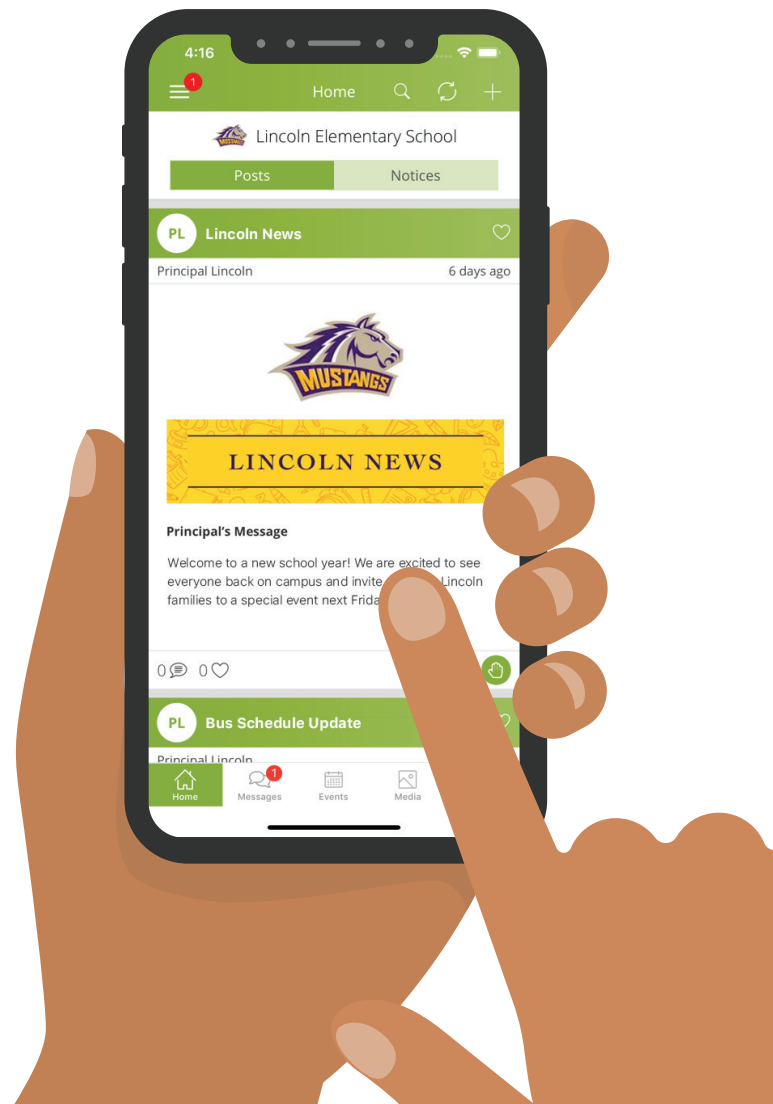 4:16
1
Home
MUSTANGS
Lincoln Elementary School
Posts
Notices
PL
Lincoln News
Principal Lincoln
6 days ago
MUSTANGS
LINCOLN NEWS
Principal's Message
Welcome to a new school year! We are excited to see
everyone back on campus and invite Lincoln
families to a special event next
0
0
PL
Bus Schedule Update
Principal Lincoln
1
Home
Messages
Events
Media